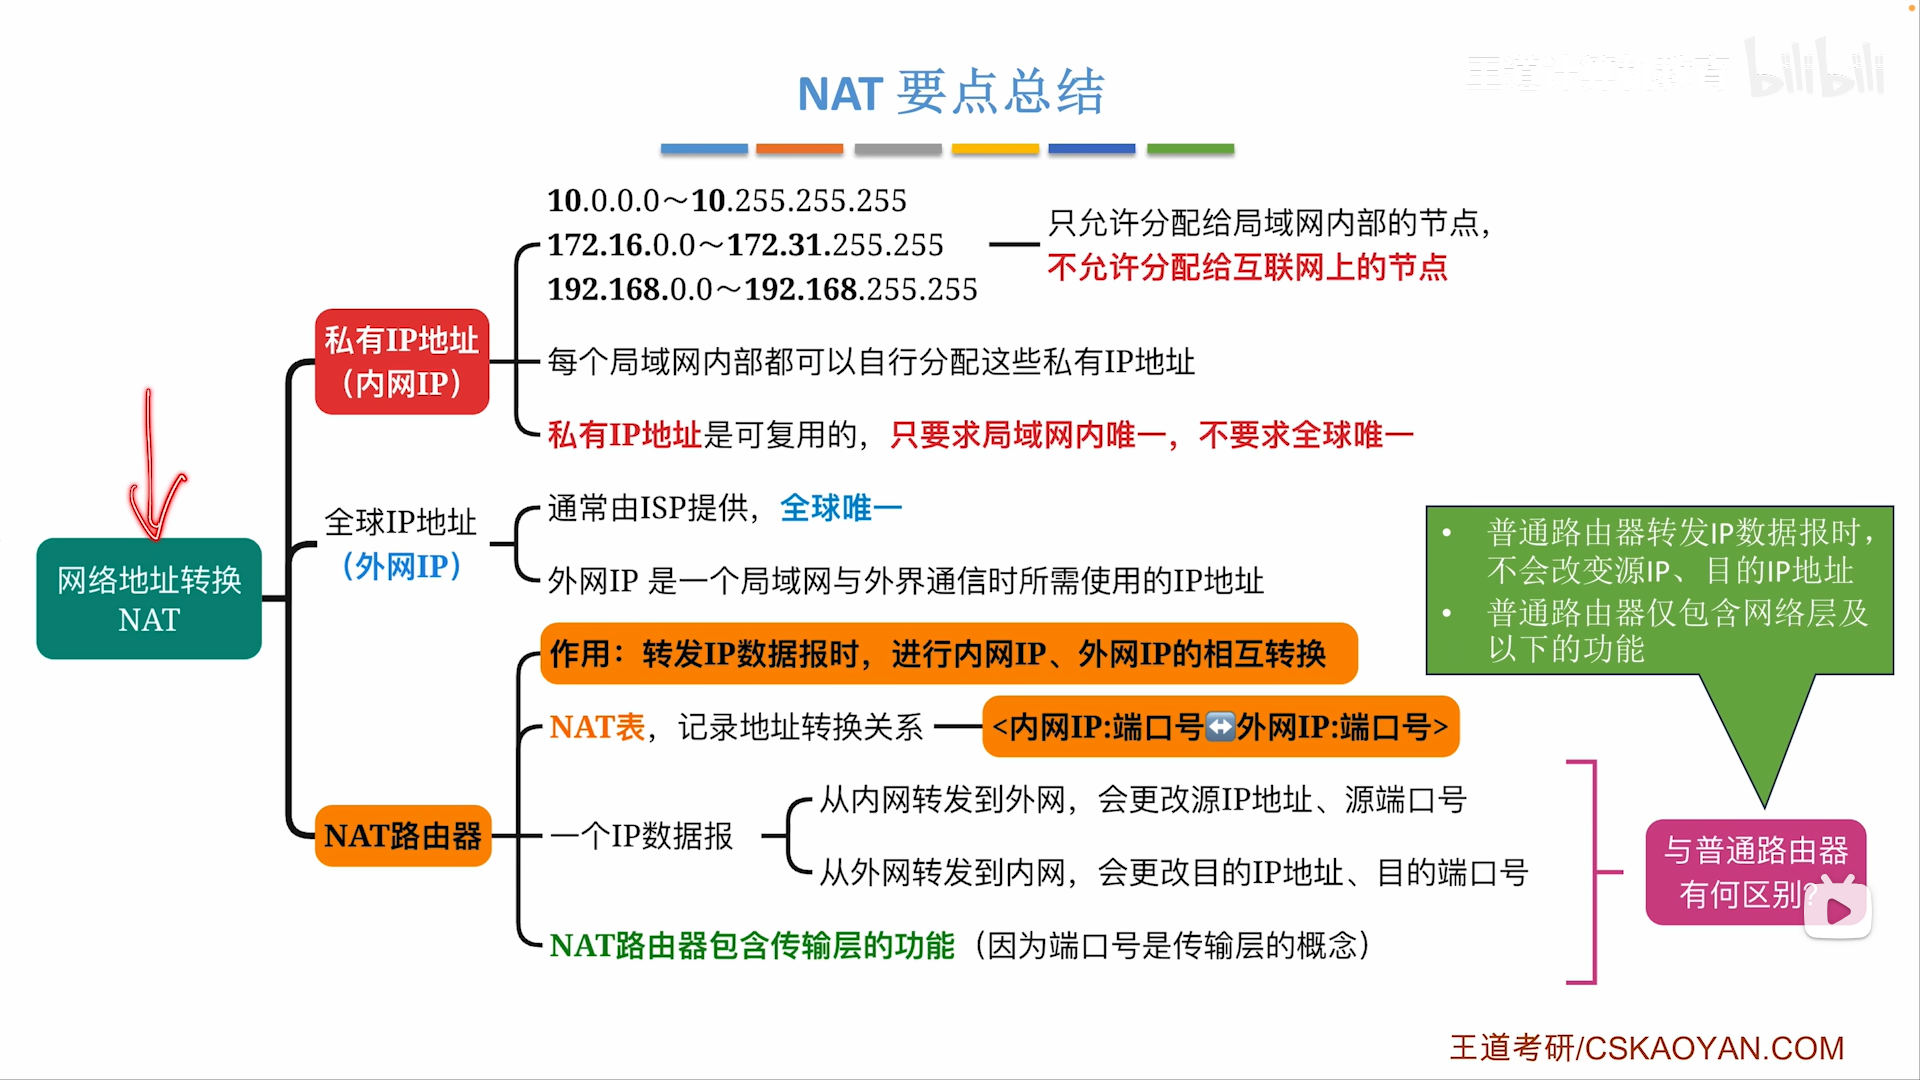 王道计算机教育 bilibili
NAT 要点总结
10.0.0.0～10.255.255.255
172.16.0.0～172.31.255.255
192.168.0.0～192.168.255.255
只允许分配给局域网内部的节点，
不允许分配给互联网上的节点
私有IP地址
（内网IP）
每个局域网内部都可以自行分配这些私有IP地址
私有IP地址是可复用的，只要求局域网内唯一，不要求全球唯一
全球IP地址
（外网IP）
通常由ISP提供，全球唯一
外网IP 是一个局域网与外界通信时所需使用的IP地址
网络地址转换
NAT
• 普通路由器转发IP数据报时，
不会改变源IP、目的IP地址
• 普通路由器仅包含网络层及
以下的功能
作用：转发IP数据报时，进行内网IP、外网IP的相互转换
NAT表，记录地址转换关系
<内网IP:端口号↔外网IP:端口号>
NAT路由器
一个IP数据报
从内网转发到外网，会更改源IP地址、源端口号
从外网转发到内网，会更改目的IP地址、目的端口号
NAT路由器包含传输层的功能（因为端口号是传输层的概念）
与普通路由器
有何区别?
王道考研/CSKAOYAN.COM